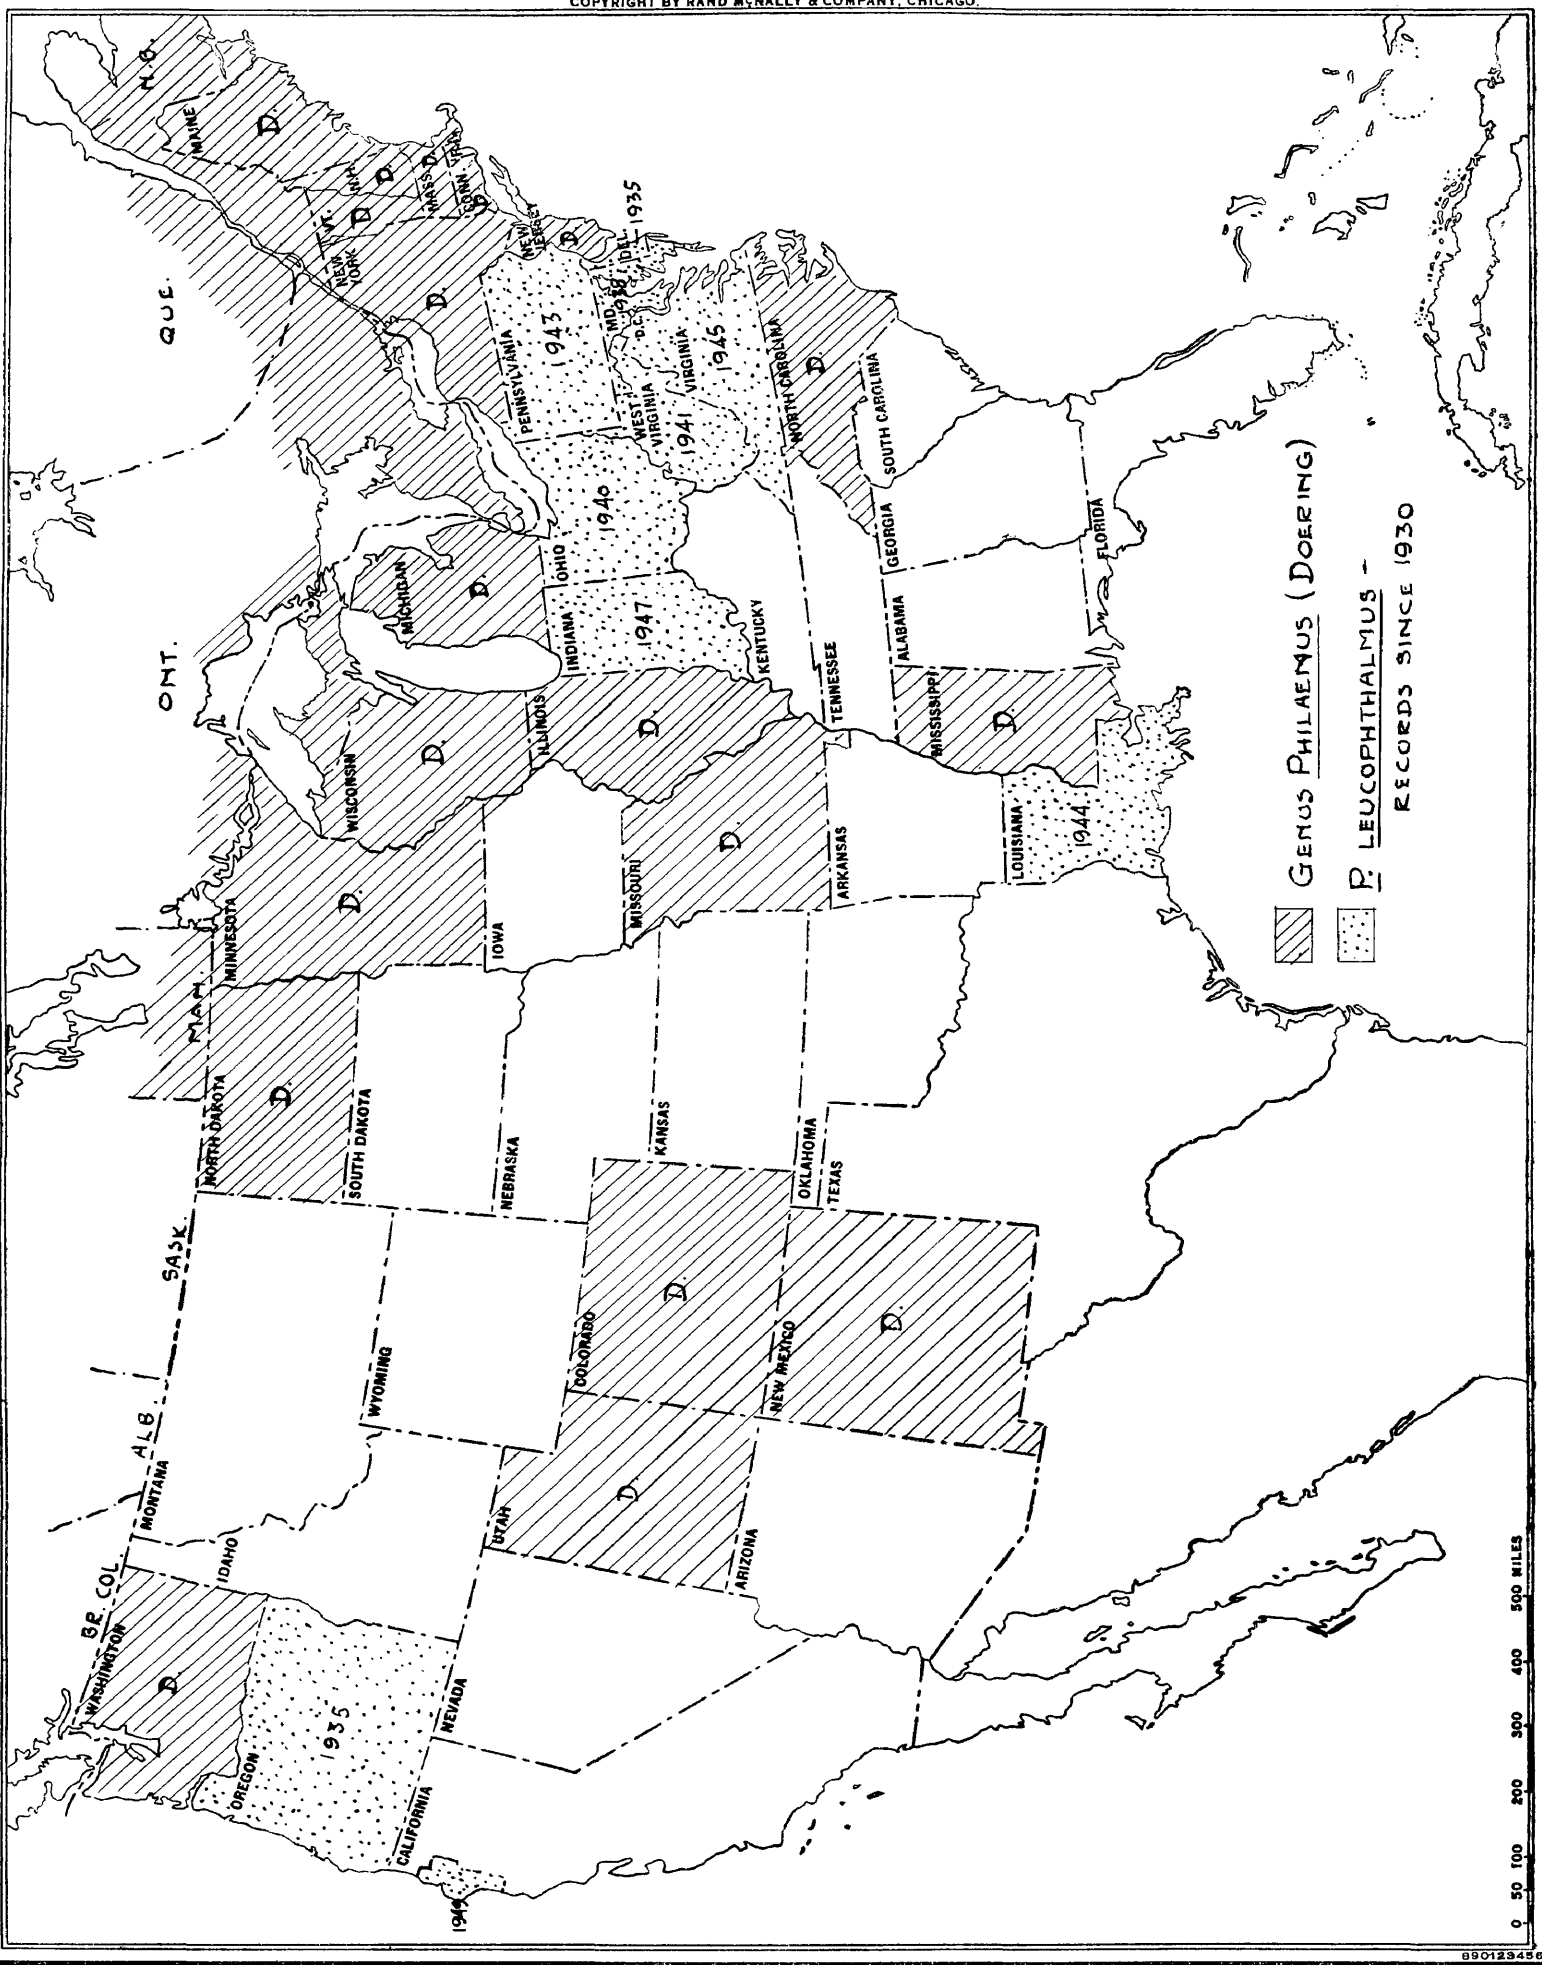 COPYRIGHT BY RAND McNALLY & COMPANY, CHICAGO.
BR. COL.
ALB.
SASK.
MAN.
ONT.
QUE.
N.B.
WASHINGTON
D.
OREGON
1935
CALIFORNIA
NEVADA
IDAHO
MONTANA
WYOMING
UTAH
D.
ARIZONA
COLORADO
D.
NEW MEXICO
D.
NORTH DAKOTA
D.
SOUTH DAKOTA
NEBRASKA
KANSAS
OKLAHOMA
TEXAS
MINNESOTA
D.
IOWA
MISSOURI
D.
ARKANSAS
LOUISIANA
1944
WISCONSIN
D.
ILLINOIS
D.
MICHIGAN
D.
INDIANA
1947
OHIO
1940
KENTUCKY
TENNESSEE
MISSISSIPPI
D.
ALABAMA
GEORGIA
FLORIDA
SOUTH CAROLINA
NORTH CAROLINA
D.
VIRGINIA
1945
WEST
VIRGINIA
1941
PENNSYLVANIA
1943
MD.
1938
D.C.
DEL.
1935
NEW
JERSEY
D.
NEW
YORK
D.
VT.
D.
N.H.
D.
MASS. D.
CONN.
D
MAINE
D.
GENUS PHILAENUS (DOERING)
P. LEUCOPHTHALMUS -
RECORDS SINCE 1930
0 50 100 200 300 400 500 MILES
890123456